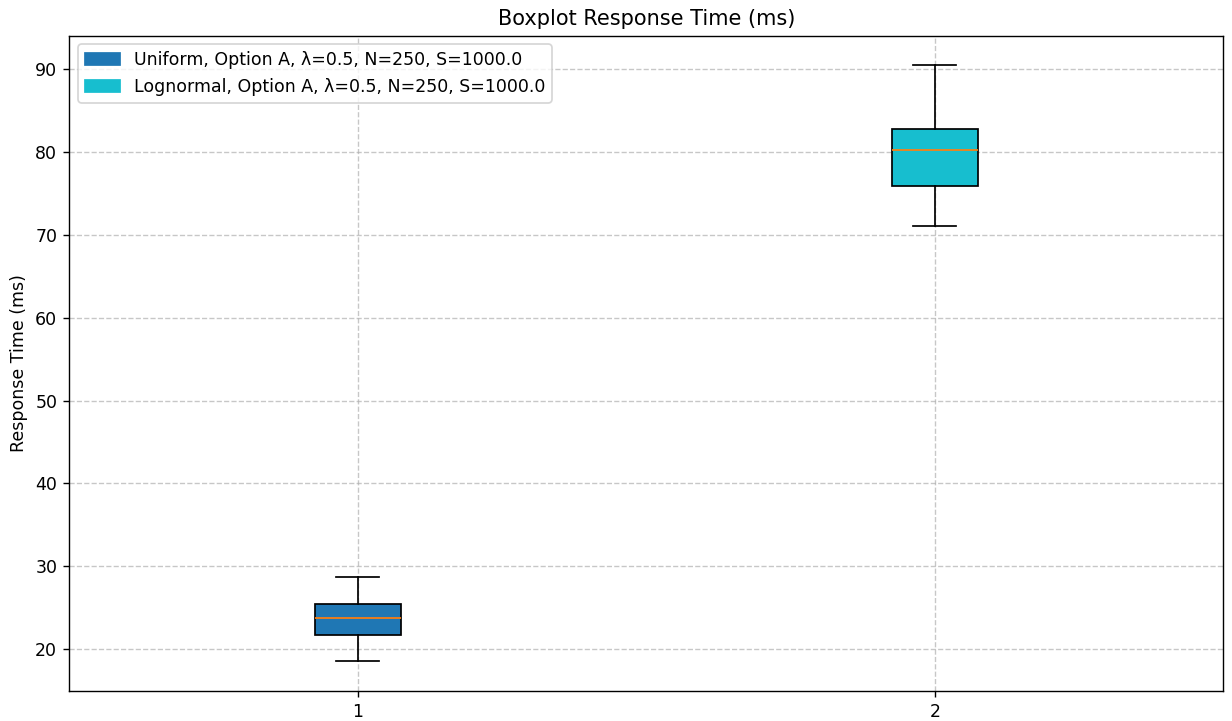 Boxplot Response Time (ms)
Uniform, Option A, λ=0.5, N=250, S=1000.0
Lognormal, Option A, λ=0.5, N=250, S=1000.0
Response Time (ms)
90
80
70
60
50
40
30
20
1
2